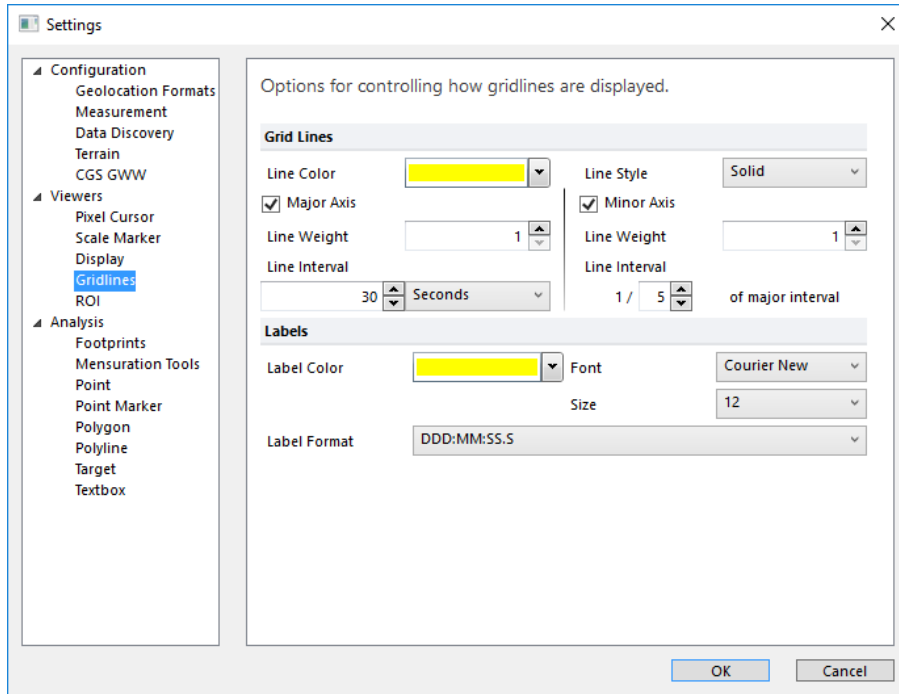 Settings
Configuration
Geolocation Formats
Measurement
Data Discovery
Terrain
CGS GWW
Viewers
Pixel Cursor
Scale Marker
Display
Gridlines
ROI
Analysis
Footprints
Mensuration Tools
Point
Point Marker
Polygon
Polyline
Target
Textbox
Options for controlling how gridlines are displayed.
Grid Lines
Line Color
Line Style Solid
Major Axis
Minor Axis
Line Weight 1
Line Weight 1
Line Interval
Line Interval
30 Seconds
1 / 5 of major interval
Labels
Label Color
Font Courier New
Size 12
Label Format DDD:MM:SS.S
OK Cancel